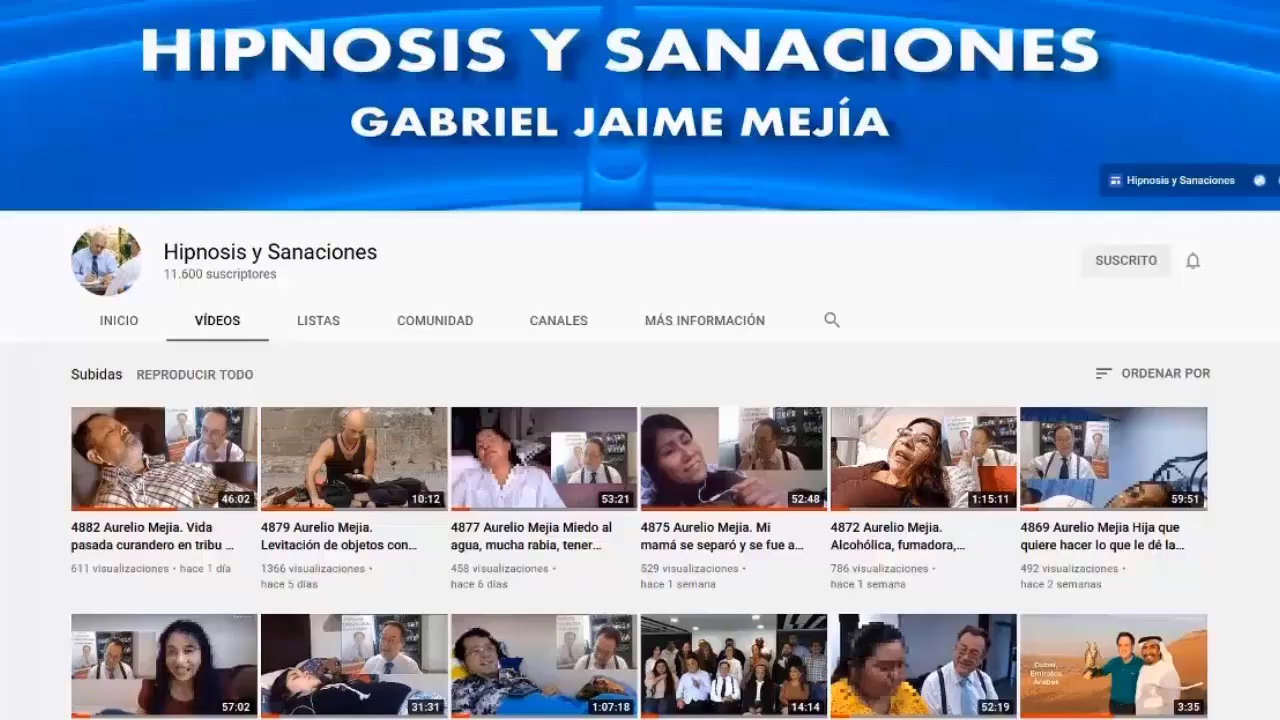 HIPNOSIS Y SANACIONES
GABRIEL JAIME MEJÍA
Hipnosis y Sanaciones
Hipnosis y Sanaciones
11.600 suscriptores
SUSCRITO
INICIO VÍDEOS LISTAS COMUNIDAD CANALES MÁS INFORMACIÓN
Subidas REPRODUCIR TODO
ORDENAR POR
46:02 10:12 53:21 52:48 1:15:11 59:51
4882 Aurelio Mejia. Vida
pasada curandero en tribu ...
611 visualizaciones • hace 1 día
4879 Aurelio Mejia.
Levitación de objetos con...
1366 visualizaciones •
hace 5 días
4877 Aurelio Mejia Miedo al
agua, mucha rabia, tener...
458 visualizaciones •
hace 6 días
4875 Aurelio Mejia. Mi
mamá se separó y se fue a...
529 visualizaciones •
hace 1 semana
4872 Aurelio Mejia.
Alcohólica, fumadora,...
786 visualizaciones •
hace 1 semana
4869 Aurelio Mejia Hija que
quiere hacer lo que le dé la...
492 visualizaciones •
hace 2 semanas
Dubai,
Emiratos
Árabes
57:02 31:31 1:07:18 14:14 52:19 3:35